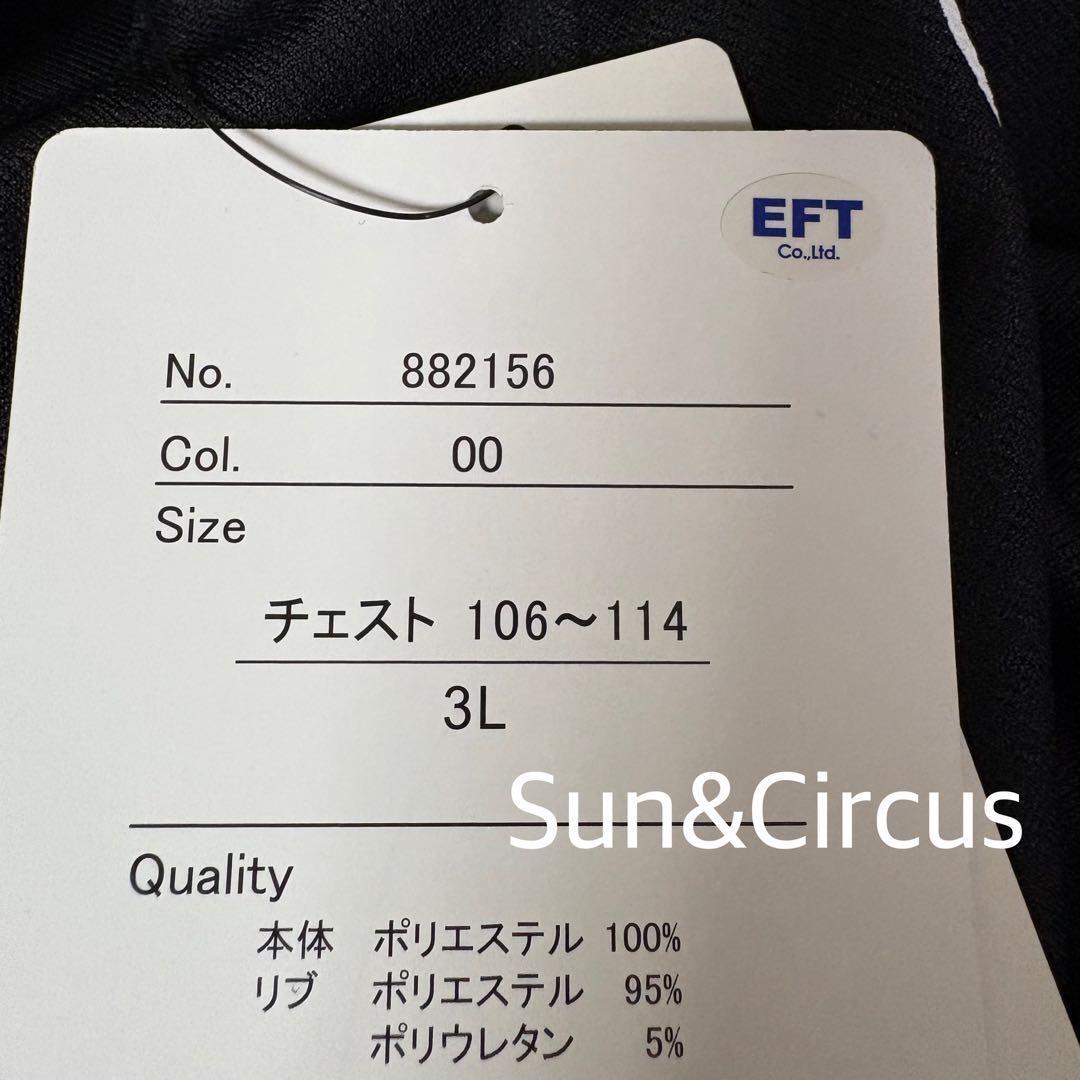 EFT
Co.,Ltd.
No. 882156
Col. 00
Size
チェスト 106～114
3L
Sun&Circus
Quality
本体 ポリエステル 100%
リブ ポリエステル 95%
ポリウレタン 5%